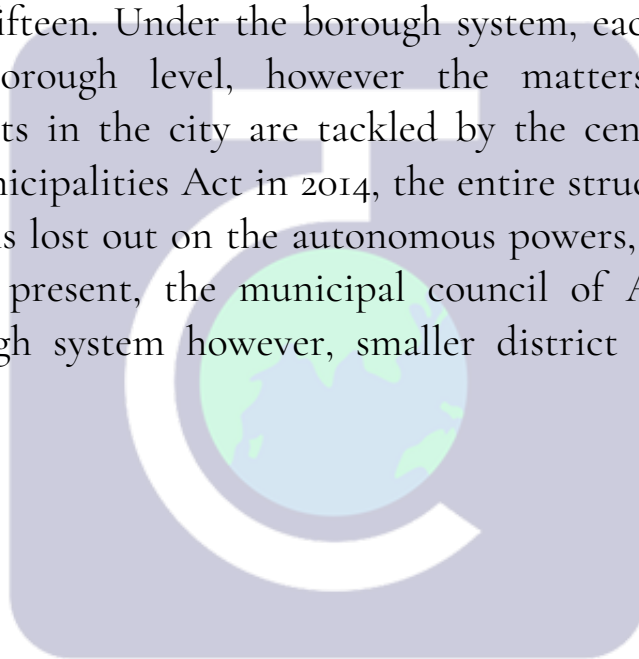 ifteen. Under the borough system, eac
orough level, however the matters
ts in the city are tackled by the cen
nicipalities Act in 2014, the entire struc
s lost out on the autonomous powers,
present, the municipal council of A
gh system however, smaller district